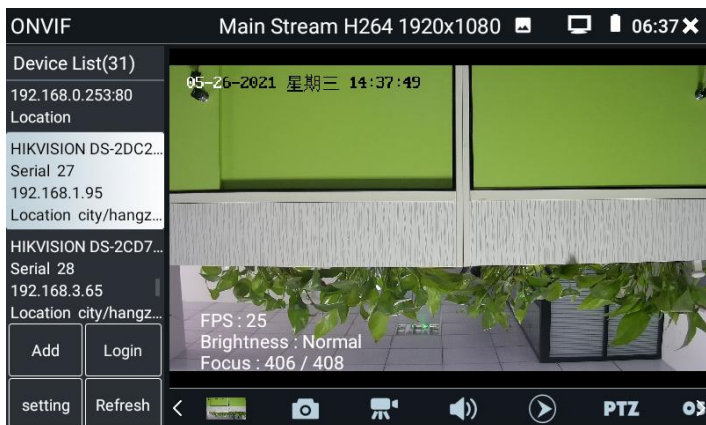 ONVIF
Main Stream H264 1920x1080
06:37
Device List(31)
192.168.0.253:80
Location
HIKVISION DS-2DC2...
Serial 27
192.168.1.95
Location city/hangz...
HIKVISION DS-2CD7...
Serial 28
192.168.3.65
Location city/hangz...
Add
Login
setting
Refresh
05-26-2021 星期三 14:37:49
FPS : 25
Brightness : Normal
Focus : 406 / 408
PTZ